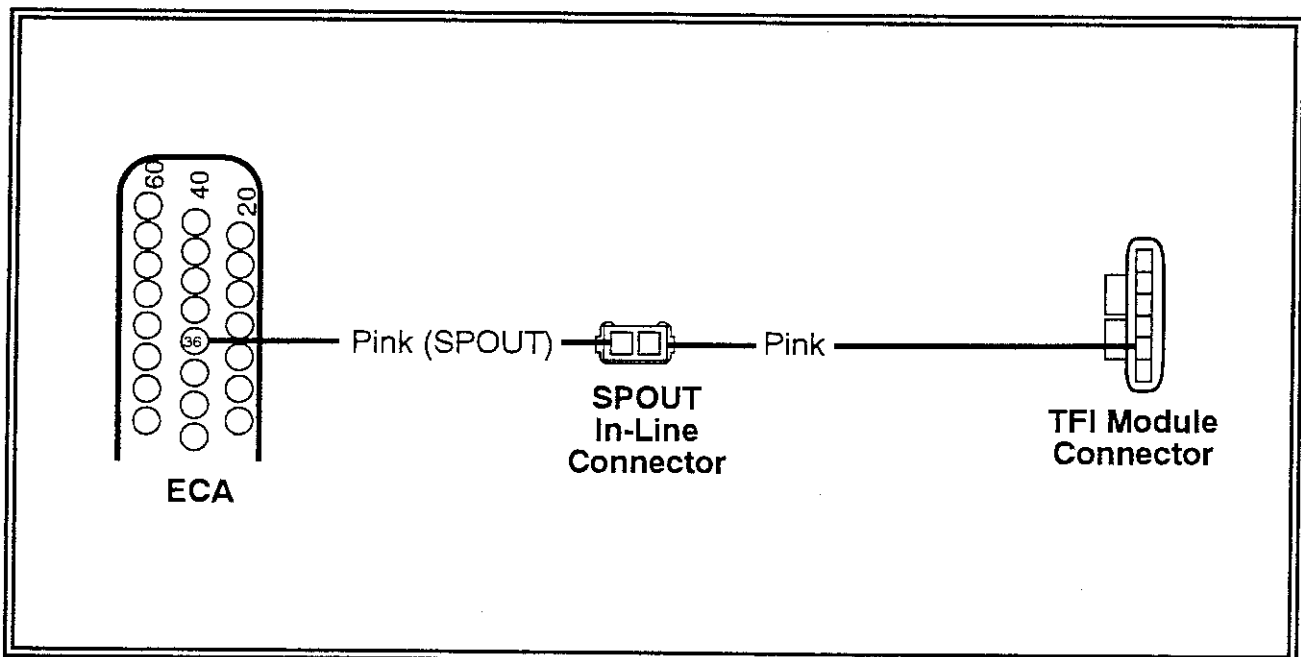 60
40
20
36
Pink (SPOUT)
Pink
SPOUT
In-Line
Connector
TFI Module
Connector
ECA